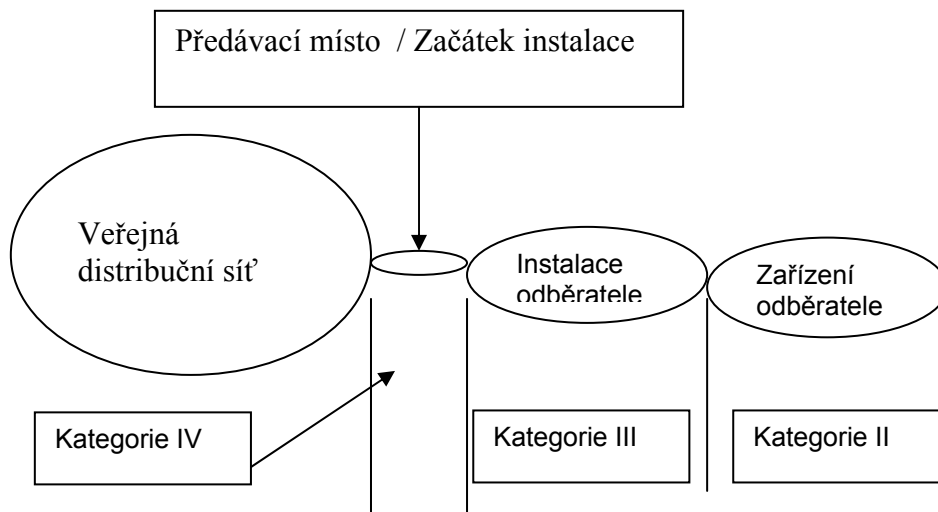 Předávací místo / Začátek instalace
Veřejná
distribuční síť
Instalace
odběratele
Zařízení
odběratele
Kategorie IV
Kategorie III
Kategorie II